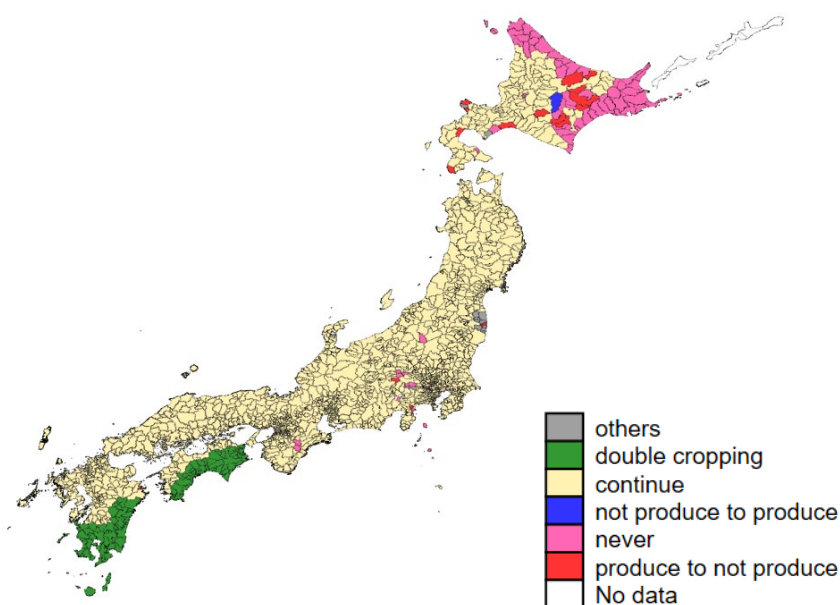 others
double cropping
continue
not produce to produce
never
produce to not produce
No data